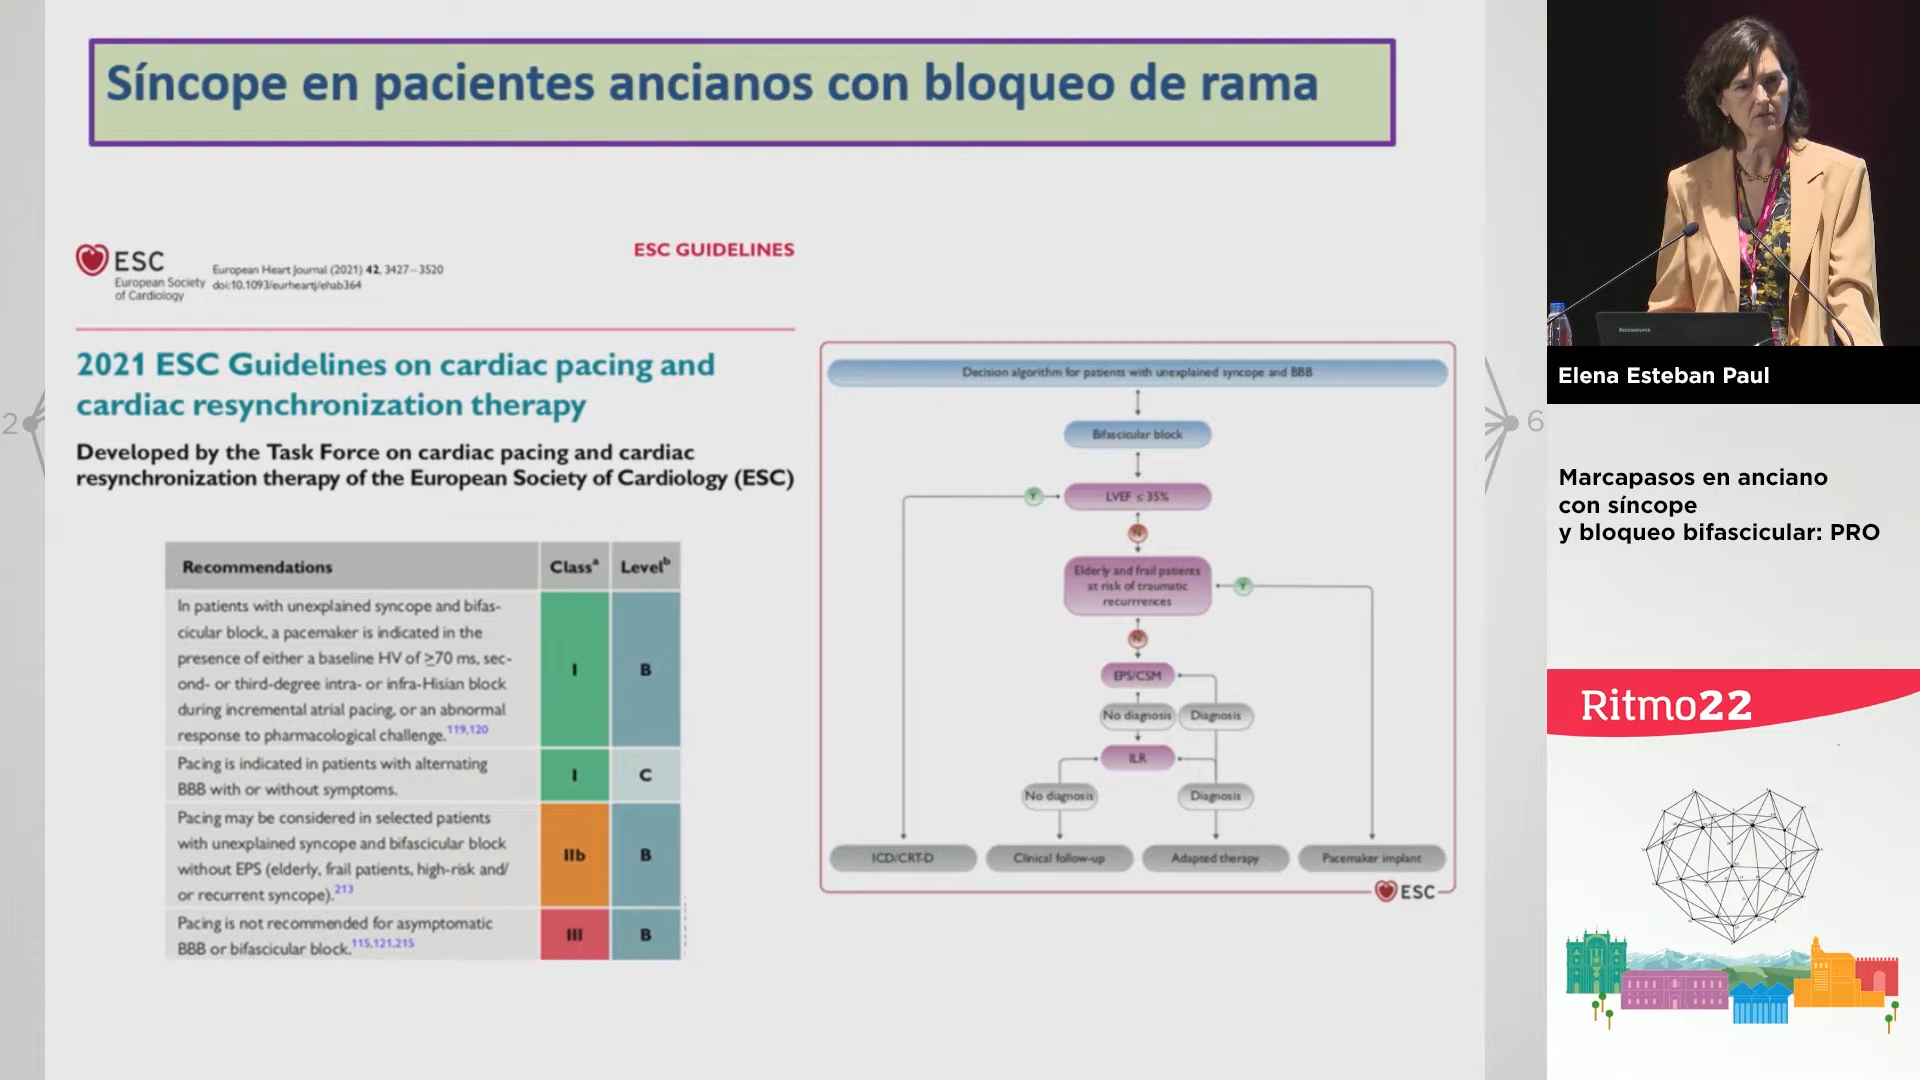 Síncope en pacientes ancianos con bloqueo de rama
ESC
European Society
of Cardiology
European Heart Journal (2021) 42, 3427–3520
doi:10.1093/eurheartj/ehab364
ESC GUIDELINES
2021 ESC Guidelines on cardiac pacing and
cardiac resynchronization therapy
Developed by the Task Force on cardiac pacing and cardiac
resynchronization therapy of the European Society of Cardiology (ESC)
2
6
Recommendations Classᵃ Levelᵇ
In patients with unexplained syncope and bifas-
cicular block, a pacemaker is indicated in the
presence of either a baseline HV of ≥70 ms, sec-
ond- or third-degree intra- or infra-Hisian block
during incremental atrial pacing, or an abnormal
response to pharmacological challenge.119,120
I B
Pacing is indicated in patients with alternating
BBB with or without symptoms.
I C
Pacing may be considered in selected patients
with unexplained syncope and bifascicular block
without EPS (elderly, frail patients, high-risk and/
or recurrent syncope).213
IIb B
Pacing is not recommended for asymptomatic
BBB or bifascicular block.115,121,215
III B
Decision algorithm for patients with unexplained syncope and BBB
Bifascicular block
Y
LVEF ≤ 35%
N
Elderly and frail patients
at risk of traumatic
recurrrences
Y
N
EPS/CSM
No diagnosis
Diagnosis
ILR
No diagnosis
Diagnosis
ICD/CRT-D
Clinical follow-up
Adapted therapy
Pacemaker implant
ESC
lenovo
Elena Esteban Paul
Marcapasos en anciano
con síncope
y bloqueo bifascicular: PRO
Ritmo22